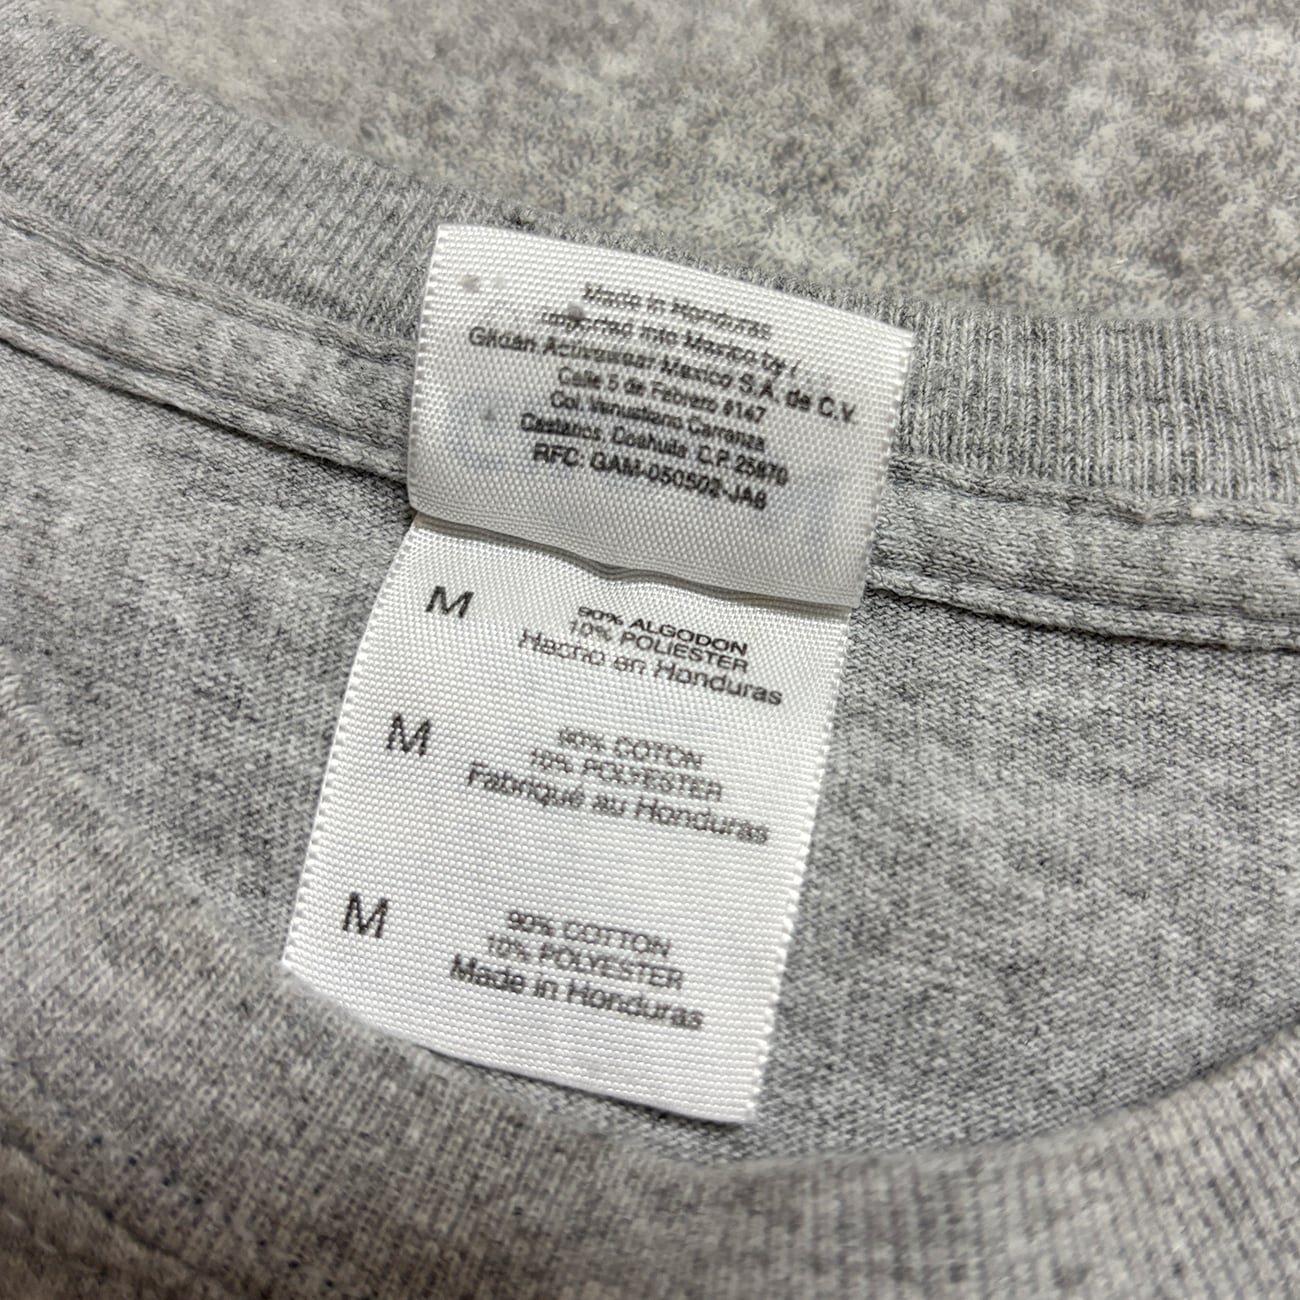 Made in Honduras
Imported into Mexico by /
Gildan Activewear Mexico S.A. de C.V.
Calle 5 de Febrero #147
Col. Venustiano Carranza
Castaños, Coahuila C.P. 25870
RFC: GAM-050502-JA6
M
90% ALGODON
10% POLIESTER
Hecho en Honduras
M
90% COTON
10% POLYESTER
Fabriqué au Honduras
M
90% COTTON
10% POLYESTER
Made in Honduras